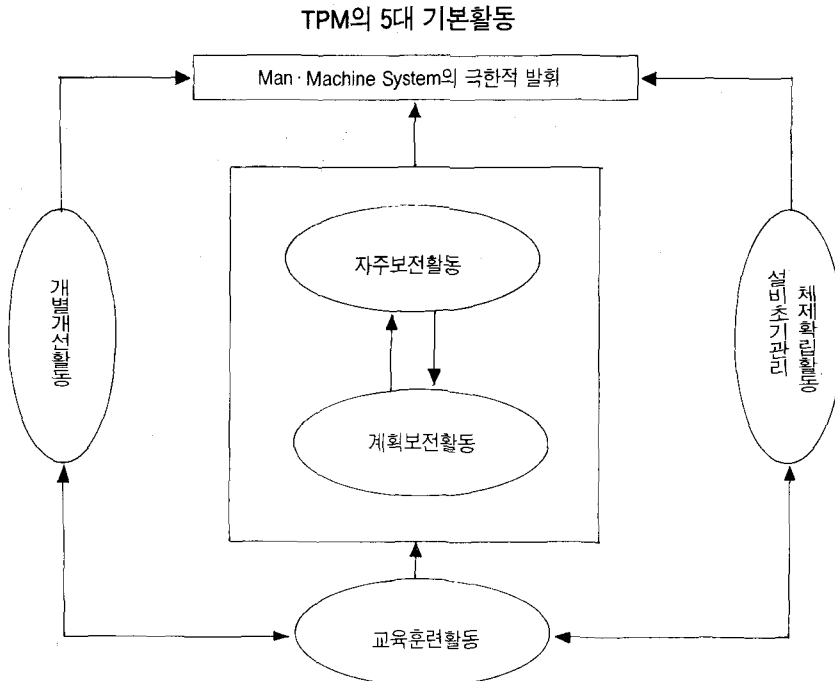 TPM의 5대 기본활동
Man · Machine System의 극한적 발휘
자주보전활동
개별개선활동
설비초기관리
체제확립활동
계획보전활동
교육훈련활동